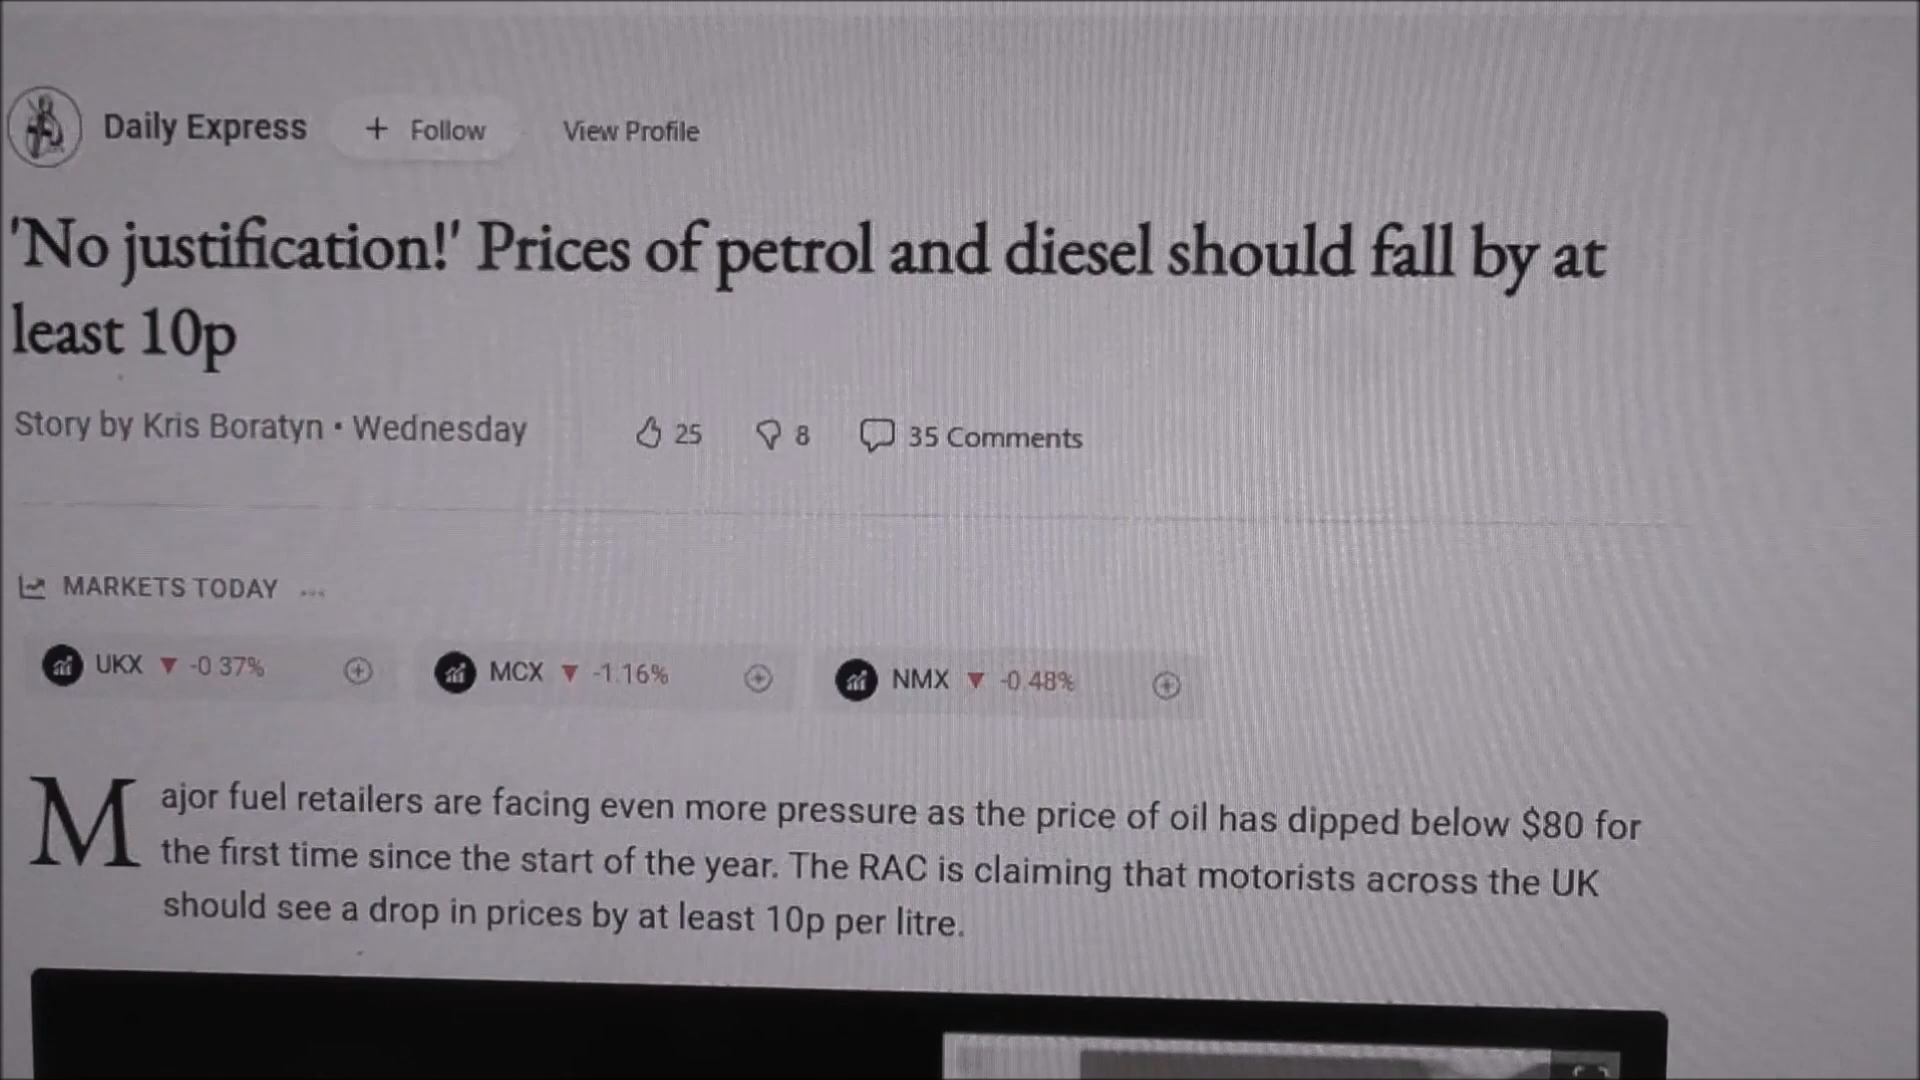 Daily Express + Follow View Profile
'No justification!' Prices of petrol and diesel should fall by at
least 10p
Story by Kris Boratyn • Wednesday 25 8 35 Comments
MARKETS TODAY ...
UKX ▼ -0.37% MCX ▼ -1.16% NMX ▼ -0.48%
Major fuel retailers are facing even more pressure as the price of oil has dipped below $80 for
the first time since the start of the year. The RAC is claiming that motorists across the UK
should see a drop in prices by at least 10p per litre.